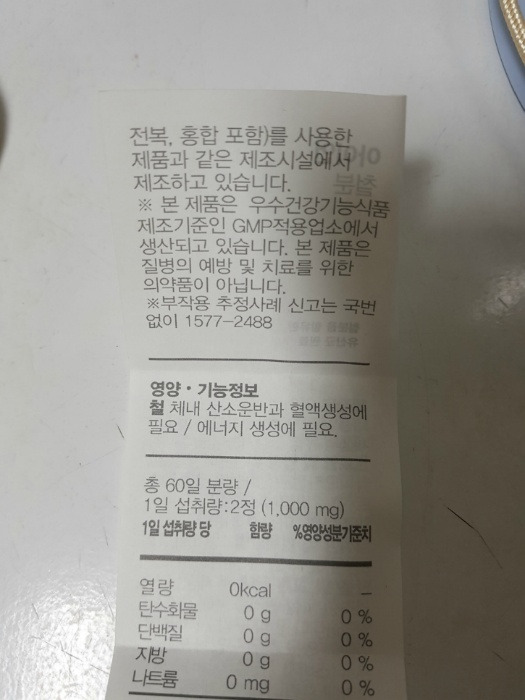 전복, 홍합 포함)를 사용한
제품과 같은 제조시설에서
제조하고 있습니다.
※ 본 제품은 우수건강기능식품
제조기준인 GMP적용업소에서
생산되고 있습니다. 본 제품은
질병의 예방 및 치료를 위한
의약품이 아닙니다.
※부작용 추정사례 신고는 국번
없이 1577-2488
영양·기능정보
철 체내 산소운반과 혈액생성에
필요 / 에너지 생성에 필요.
총 60일 분량 /
1일 섭취량:2정 (1,000 mg)
1일 섭취량 당 함량 %영양성분기준치
열량 0kcal –
탄수화물 0 g 0 %
단백질 0 g 0 %
지방 0 g 0 %
나트륨 0 mg 0 %